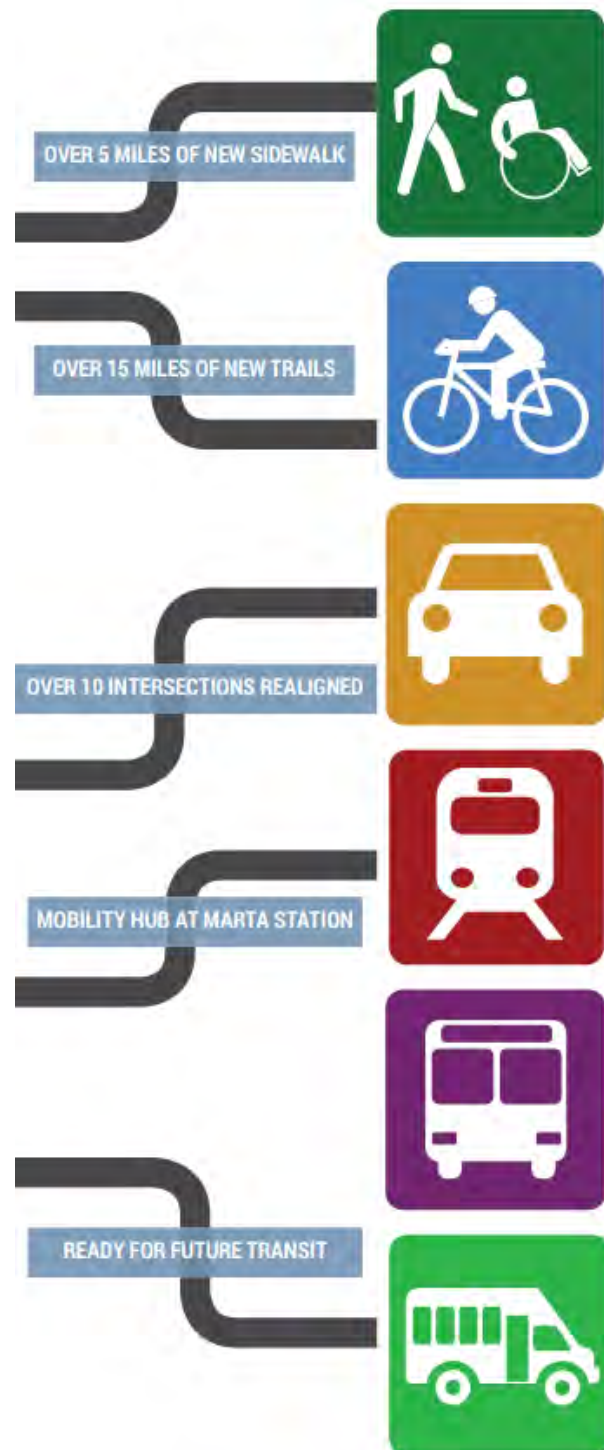 OVER 5 MILES OF NEW SIDEWALK
OVER 15 MILES OF NEW TRAILS
OVER 10 INTERSECTIONS REALIGNED
MOBILITY HUB AT MARTA STATION
READY FOR FUTURE TRANSIT